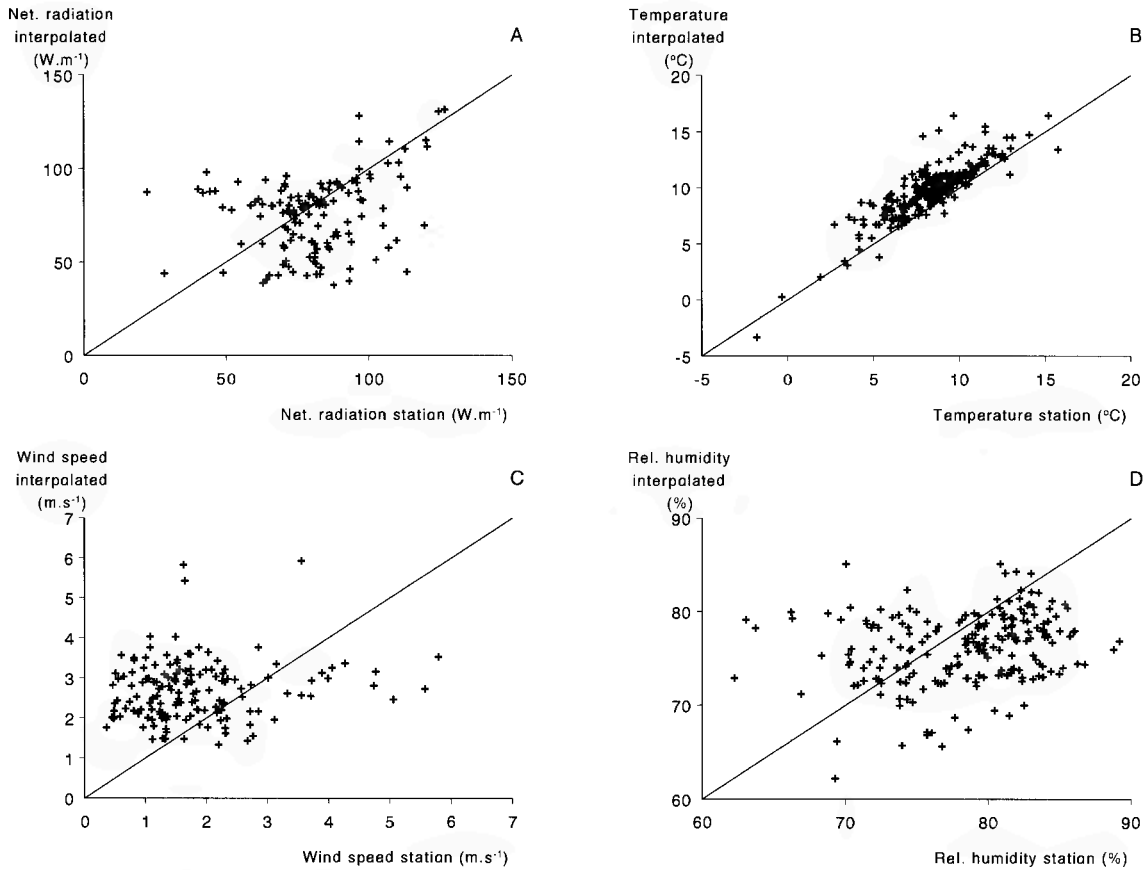 Net. radiation
interpolated
(W.m⁻¹)
A
150
100
50
0
0 50 100 150
Net. radiation station (W.m⁻¹)
Temperature
interpolated
(°C)
B
20
15
10
5
0
-5
-5 0 5 10 15 20
Temperature station (°C)
Wind speed
interpolated
(m.s⁻¹)
C
7
6
5
4
3
2
1
0
0 1 2 3 4 5 6 7
Wind speed station (m.s⁻¹)
Rel. humidity
interpolated
(%)
D
90
80
70
60
60 70 80 90
Rel. humidity station (%)